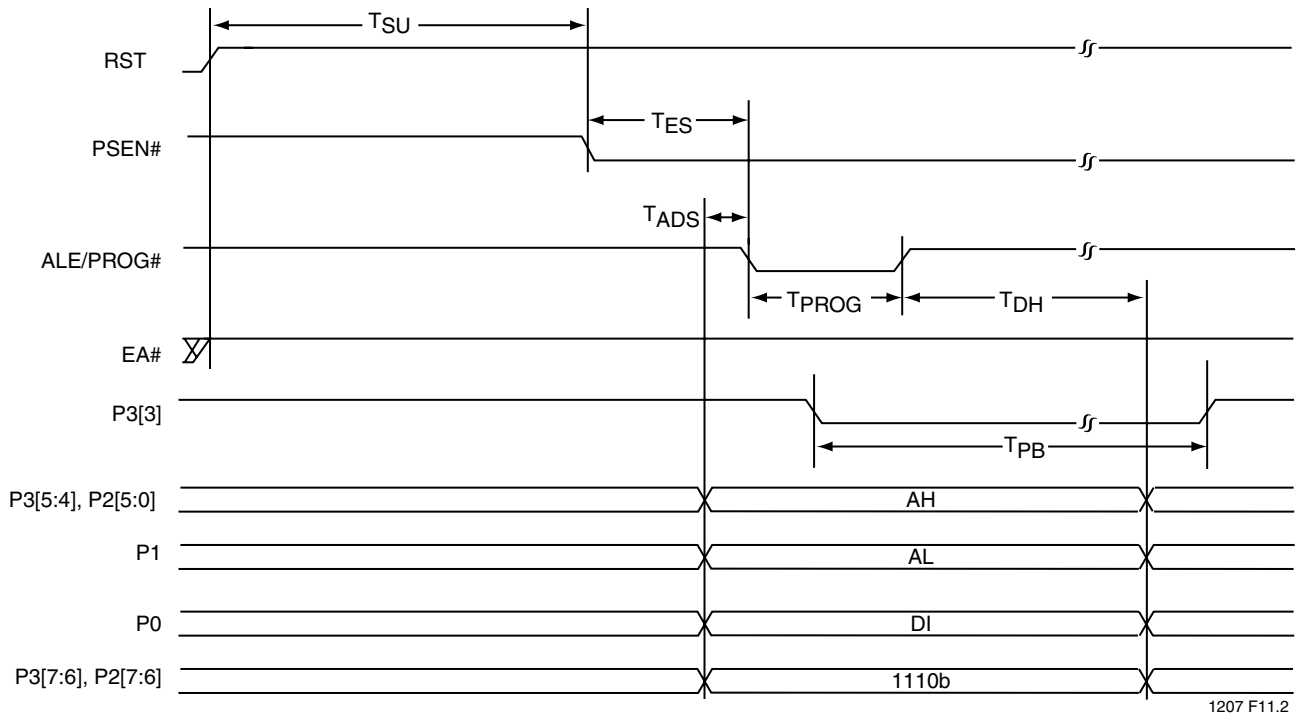 TSU
RST
TES
PSEN#
TADS
ALE/PROG#
TPROG
TDH
EA#
P3[3]
TPB
P3[5:4], P2[5:0]
AH
P1
AL
P0
DI
P3[7:6], P2[7:6]
1110b
1207 F11.2